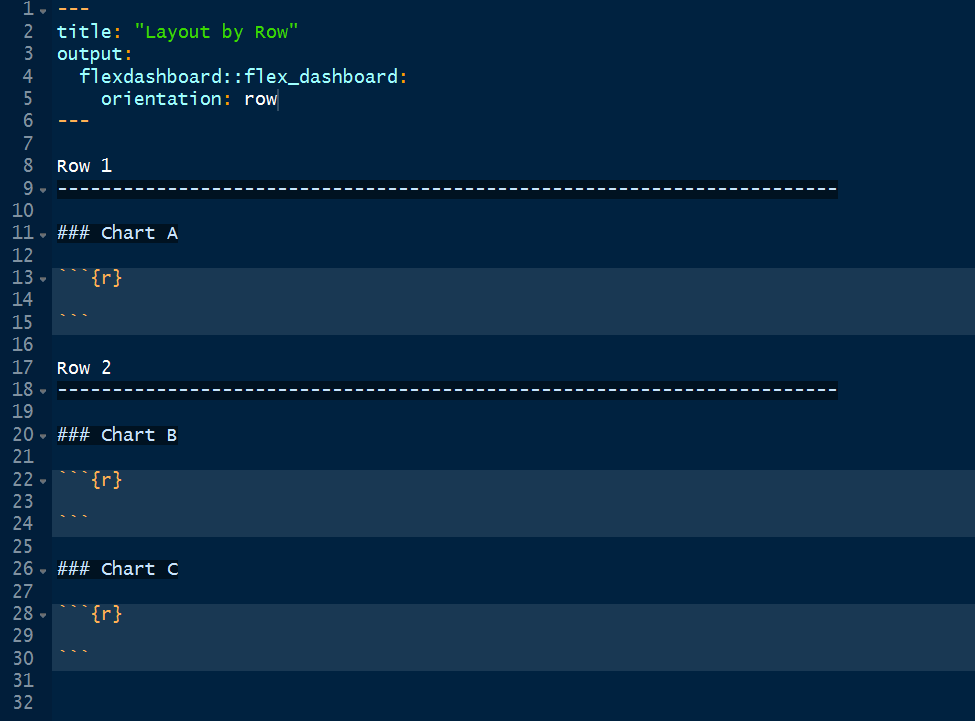 1 ---
2 title: "Layout by Row"
3 output:
4   flexdashboard::flex_dashboard:
5     orientation: row
6 ---
7
8 Row 1
9 -----------------------------------------------------------------------
10
11 ### Chart A
12
13 ```{r}
14
15 ```
16
17 Row 2
18 -----------------------------------------------------------------------
19
20 ### Chart B
21
22 ```{r}
23
24 ```
25
26 ### Chart C
27
28 ```{r}
29
30 ```
31
32